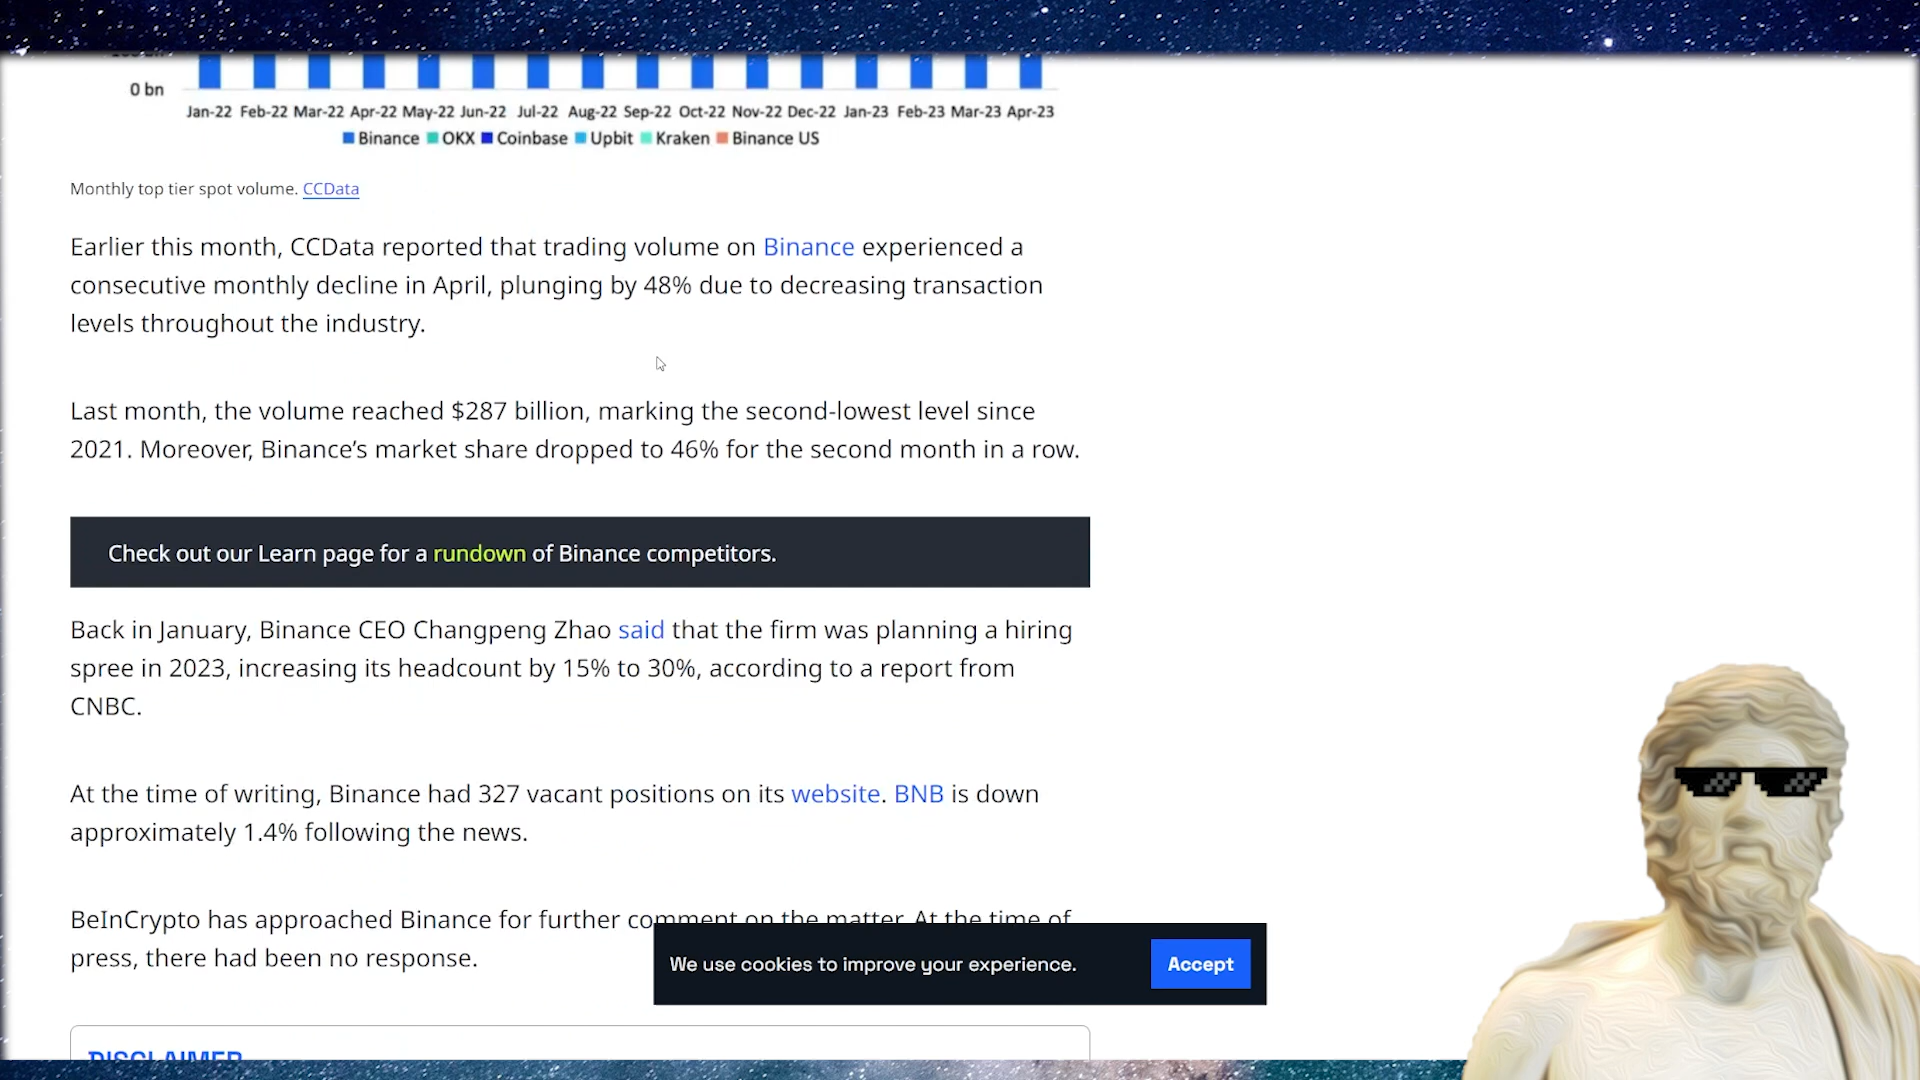 0 bn
Jan-22 Feb-22 Mar-22 Apr-22 May-22 Jun-22 Jul-22 Aug-22 Sep-22 Oct-22 Nov-22 Dec-22 Jan-23 Feb-23 Mar-23 Apr-23
Binance OKX Coinbase Upbit Kraken Binance US
Monthly top tier spot volume. CCData
Earlier this month, CCData reported that trading volume on Binance experienced a
consecutive monthly decline in April, plunging by 48% due to decreasing transaction
levels throughout the industry.
Last month, the volume reached $287 billion, marking the second-lowest level since
2021. Moreover, Binance’s market share dropped to 46% for the second month in a row.
Check out our Learn page for a rundown of Binance competitors.
Back in January, Binance CEO Changpeng Zhao said that the firm was planning a hiring
spree in 2023, increasing its headcount by 15% to 30%, according to a report from
CNBC.
At the time of writing, Binance had 327 vacant positions on its website. BNB is down
approximately 1.4% following the news.
BeInCrypto has approached Binance for further comment on the matter. At the time of
press, there had been no response.
We use cookies to improve your experience.
Accept
DISCLAIMER